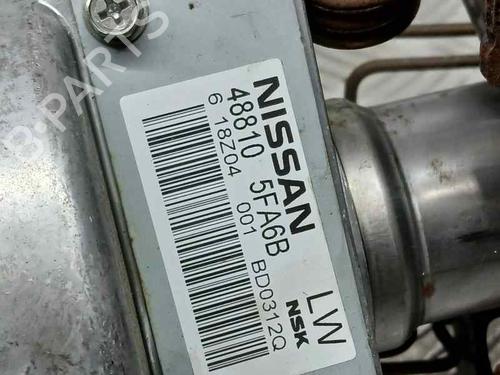 NISSAN
48810 5FA6B LW
6 18Z04 001 BD0312Q NSK
B-PARTS